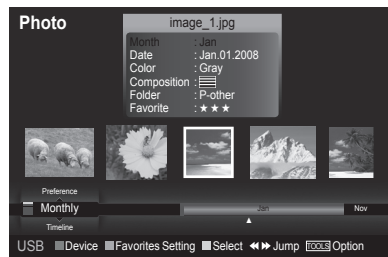 Photo
image_1.jpg
Month : Jan
Date : Jan.01.2008
Color : Gray
Composition :
Folder : P-other
Favorite : ★ ★ ★
Preference
Monthly
Jan
Nov
Timeline
USB Device Favorites Setting Select Jump TOOLS Option